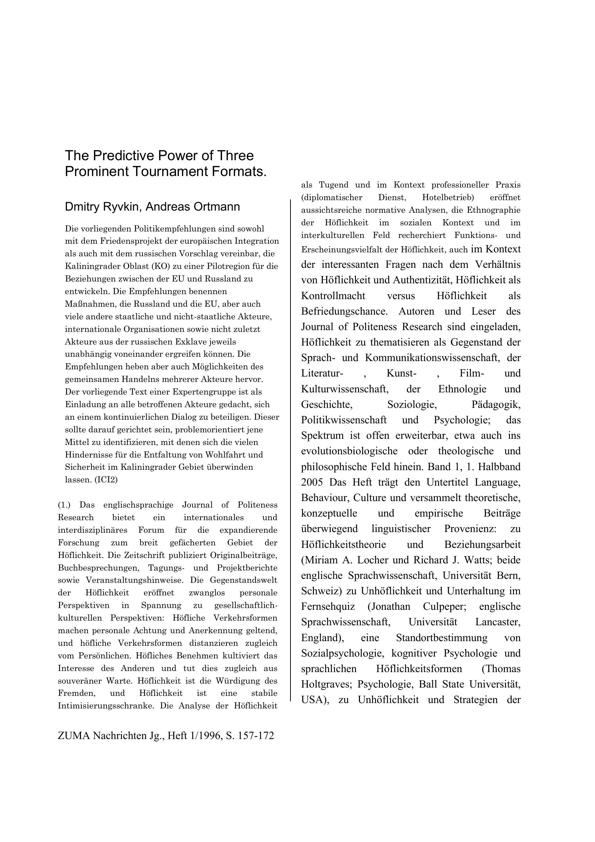 The Predictive Power of Three
Prominent Tournament Formats.
Dmitry Ryvkin, Andreas Ortmann
Die vorliegenden Politikempfehlungen sind sowohl
mit dem Friedensprojekt der europäischen Integration
als auch mit dem russischen Vorschlag vereinbar, die
Kaliningrader Oblast (KO) zu einer Pilotregion für die
Beziehungen zwischen der EU und Russland zu
entwickeln. Die Empfehlungen benennen
Maßnahmen, die Russland und die EU, aber auch
viele andere staatliche und nicht-staatliche Akteure,
internationale Organisationen sowie nicht zuletzt
Akteure aus der russischen Exklave jeweils
unabhängig voneinander ergreifen können. Die
Empfehlungen heben aber auch Möglichkeiten des
gemeinsamen Handelns mehrerer Akteure hervor.
Der vorliegende Text einer Expertengruppe ist als
Einladung an alle betroffenen Akteure gedacht, sich
an einem kontinuierlichen Dialog zu beteiligen. Dieser
sollte darauf gerichtet sein, problemorientiert jene
Mittel zu identifizieren, mit denen sich die vielen
Hindernisse für die Entfaltung von Wohlfahrt und
Sicherheit im Kaliningrader Gebiet überwinden
lassen. (ICI2)
(1.) Das englischsprachige Journal of Politeness
Research bietet ein internationales und
interdisziplinäres Forum für die expandierende
Forschung zum breit gefächerten Gebiet der
Höflichkeit. Die Zeitschrift publiziert Originalbeiträge,
Buchbesprechungen, Tagungs- und Projektberichte
sowie Veranstaltungshinweise. Die Gegenstandswelt
der Höflichkeit eröffnet zwanglos personale
Perspektiven in Spannung zu gesellschaftlich-
kulturellen Perspektiven: Höfliche Verkehrsformen
machen personale Achtung und Anerkennung geltend,
und höfliche Verkehrsformen distanzieren zugleich
vom Persönlichen. Höfliches Benehmen kultiviert das
Interesse des Anderen und tut dies zugleich aus
souveräner Warte. Höflichkeit ist die Würdigung des
Fremden, und Höflichkeit ist eine stabile
Intimisierungsschranke. Die Analyse der Höflichkeit
als Tugend und im Kontext professioneller Praxis
(diplomatischer Dienst, Hotelbetrieb) eröffnet
aussichtsreiche normative Analysen, die Ethnographie
der Höflichkeit im sozialen Kontext und im
interkulturellen Feld recherchiert Funktions- und
Erscheinungsvielfalt der Höflichkeit, auch im Kontext
der interessanten Fragen nach dem Verhältnis
von Höflichkeit und Authentizität, Höflichkeit als
Kontrollmacht versus Höflichkeit als
Befriedungschance. Autoren und Leser des
Journal of Politeness Research sind eingeladen,
Höflichkeit zu thematisieren als Gegenstand der
Sprach- und Kommunikationswissenschaft, der
Literatur- , Kunst- , Film- und
Kulturwissenschaft, der Ethnologie und
Geschichte, Soziologie, Pädagogik,
Politikwissenschaft und Psychologie; das
Spektrum ist offen erweiterbar, etwa auch ins
evolutionsbiologische oder theologische und
philosophische Feld hinein. Band 1, 1. Halbband
2005 Das Heft trägt den Untertitel Language,
Behaviour, Culture und versammelt theoretische,
konzeptuelle und empirische Beiträge
überwiegend linguistischer Provenienz: zu
Höflichkeitstheorie und Beziehungsarbeit
(Miriam A. Locher und Richard J. Watts; beide
englische Sprachwissenschaft, Universität Bern,
Schweiz) zu Unhöflichkeit und Unterhaltung im
Fernsehquiz (Jonathan Culpeper; englische
Sprachwissenschaft, Universität Lancaster,
England), eine Standortbestimmung von
Sozialpsychologie, kognitiver Psychologie und
sprachlichen Höflichkeitsformen (Thomas
Holtgraves; Psychologie, Ball State Universität,
USA), zu Unhöflichkeit und Strategien der
ZUMA Nachrichten Jg., Heft 1/1996, S. 157-172